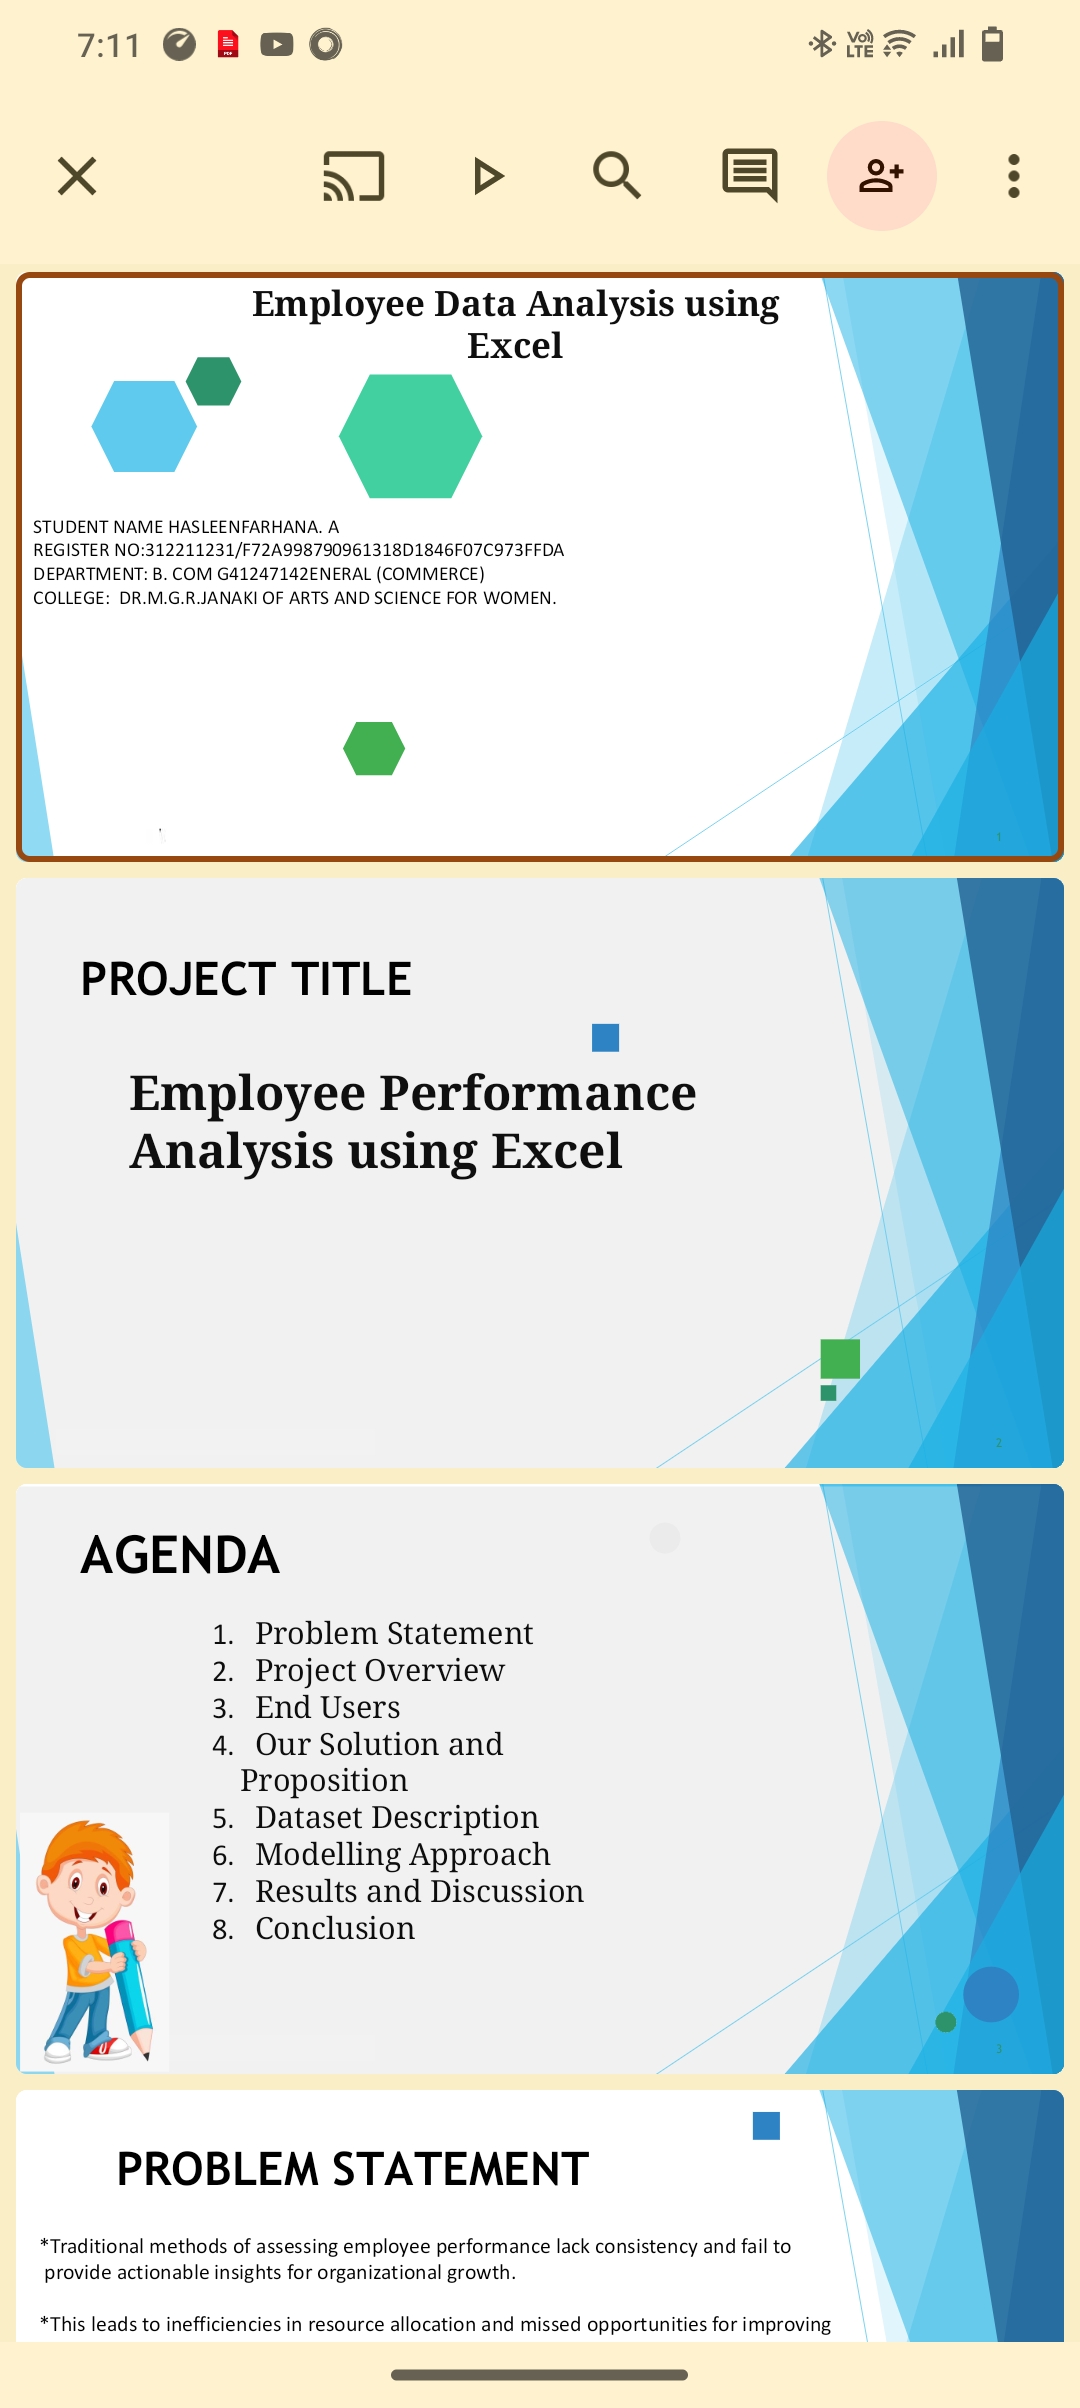 7:11
Vo))
LTE
Employee Data Analysis using
Excel
STUDENT NAME HASLEENFARHANA. A
REGISTER NO:312211231/F72A998790961318D1846F07C973FFDA
DEPARTMENT: B. COM G41247142ENERAL (COMMERCE)
COLLEGE: DR.M.G.R.JANAKI OF ARTS AND SCIENCE FOR WOMEN.
1
PROJECT TITLE
Employee Performance
Analysis using Excel
2
AGENDA
1. Problem Statement
2. Project Overview
3. End Users
4. Our Solution and
Proposition
5. Dataset Description
6. Modelling Approach
7. Results and Discussion
8. Conclusion
3
PROBLEM STATEMENT
*Traditional methods of assessing employee performance lack consistency and fail to
provide actionable insights for organizational growth.
*This leads to inefficiencies in resource allocation and missed opportunities for improving